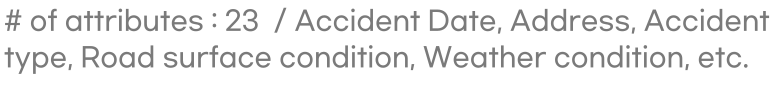 # of attributes : 23 / Accident Date, Address, Accident
type, Road surface condition, Weather condition, etc.